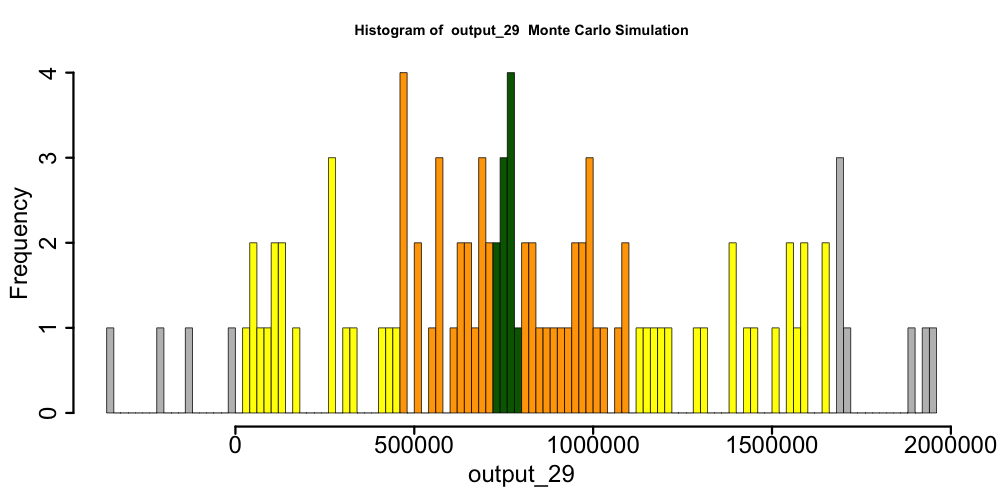 Histogram of  output_29  Monte Carlo Simulation
Frequency
4
3
2
1
0
0 500000 1000000 1500000 2000000
output_29